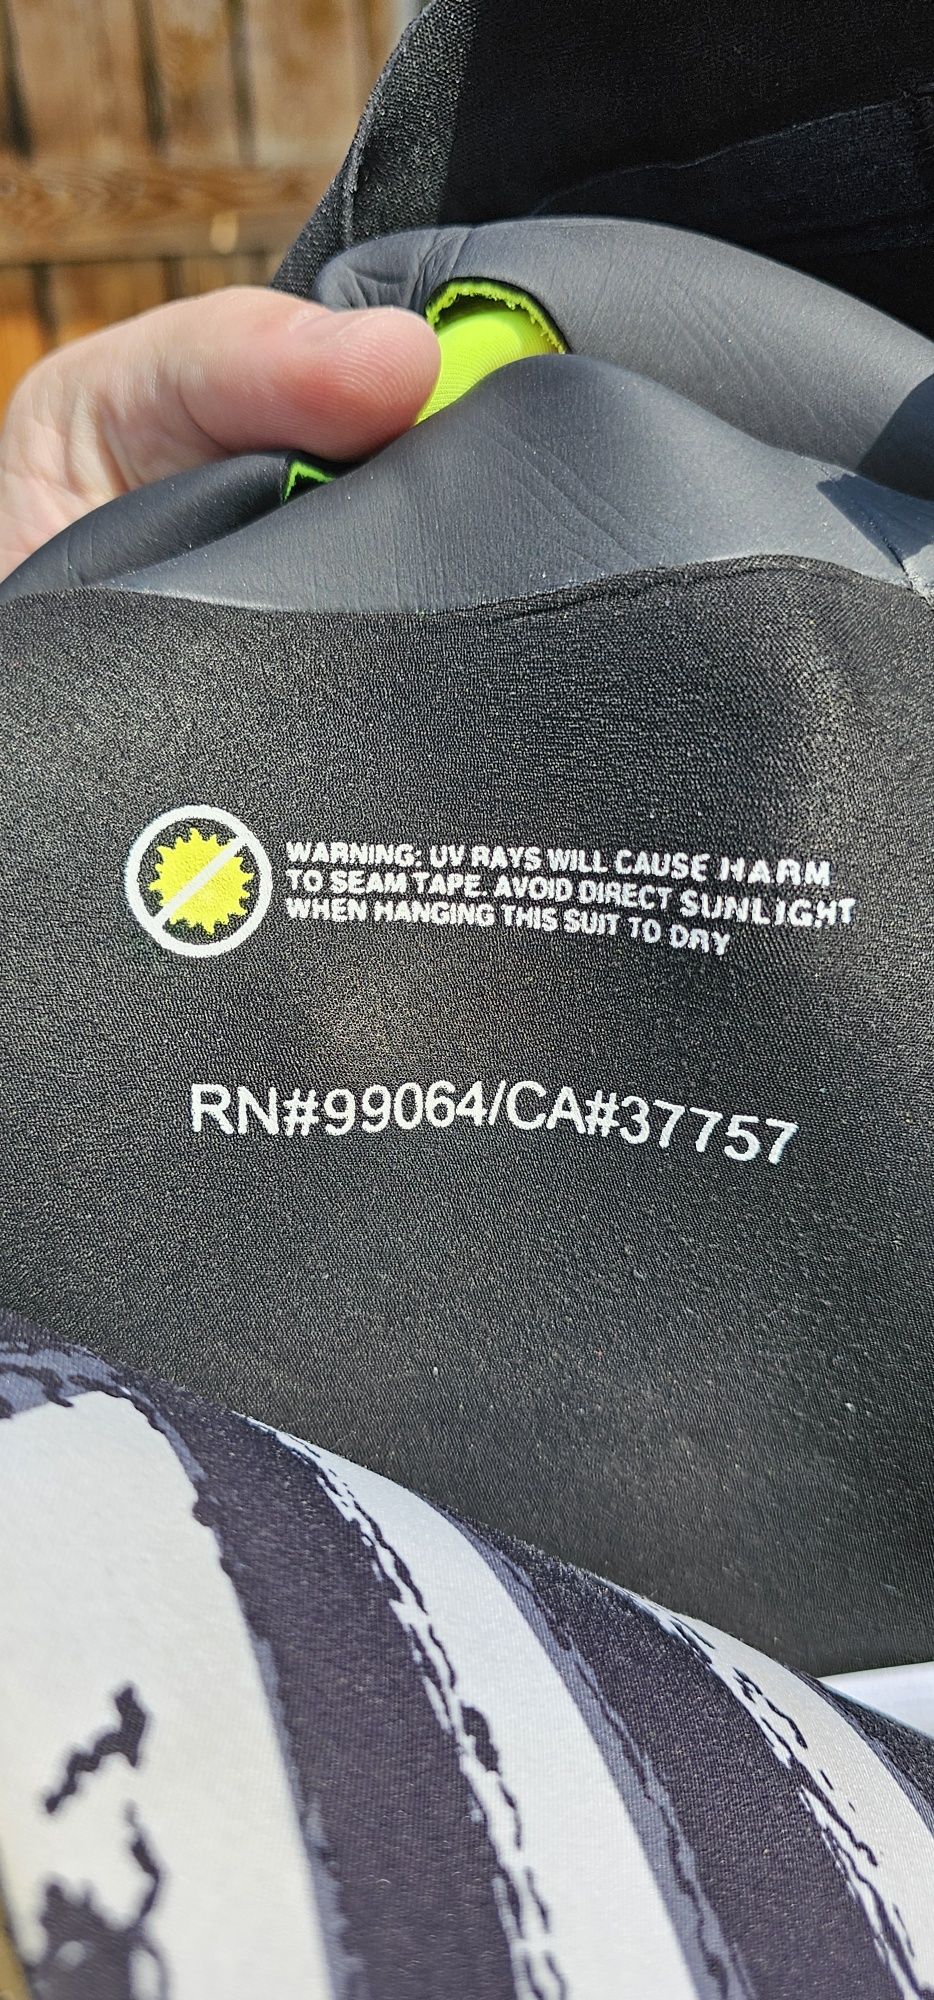 WARNING: UV RAYS WILL CAUSE HARM
TO SEAM TAPE. AVOID DIRECT SUNLIGHT
WHEN HANGING THIS SUIT TO DRY
RN#99064/CA#37757